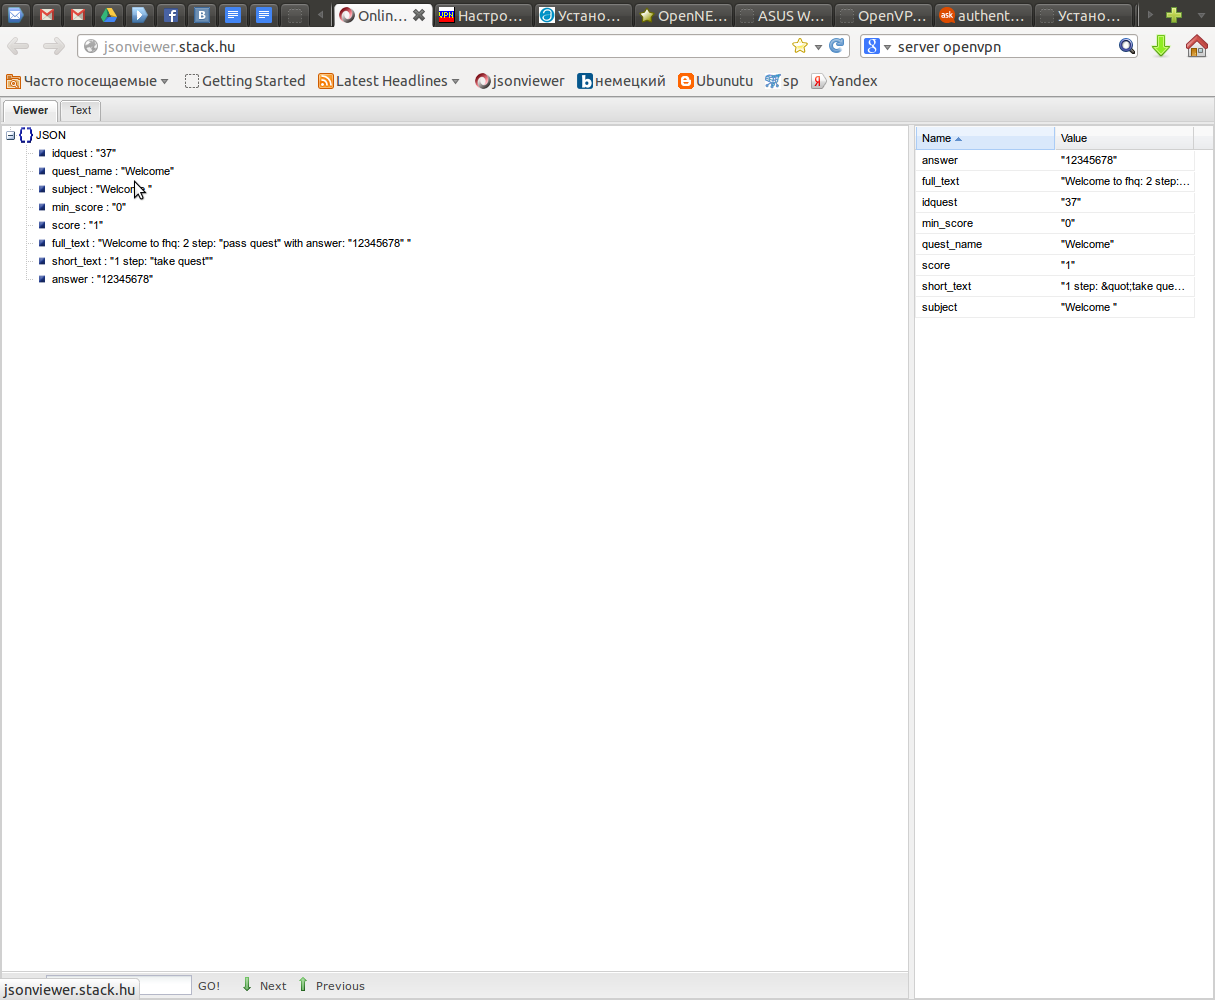 Onlin... Настро... Устано... OpenNE... ASUS W... OpenVP... authent... Устано...
jsonviewer.stack.hu server openvpn
Часто посещаемые Getting Started Latest Headlines jsonviewer немецкий Ubunutu sp Yandex
Viewer Text
JSON
idquest : "37"
quest_name : "Welcome"
subject : "Welcome "
min_score : "0"
score : "1"
full_text : "Welcome to fhq: 2 step: "pass quest" with answer: "12345678" "
short_text : "1 step: "take quest""
answer : "12345678"
Name Value
answer "12345678"
full_text "Welcome to fhq: 2 step:...
idquest "37"
min_score "0"
quest_name "Welcome"
score "1"
short_text "1 step: &quot;take que...
subject "Welcome "
GO! Next Previous
jsonviewer.stack.hu